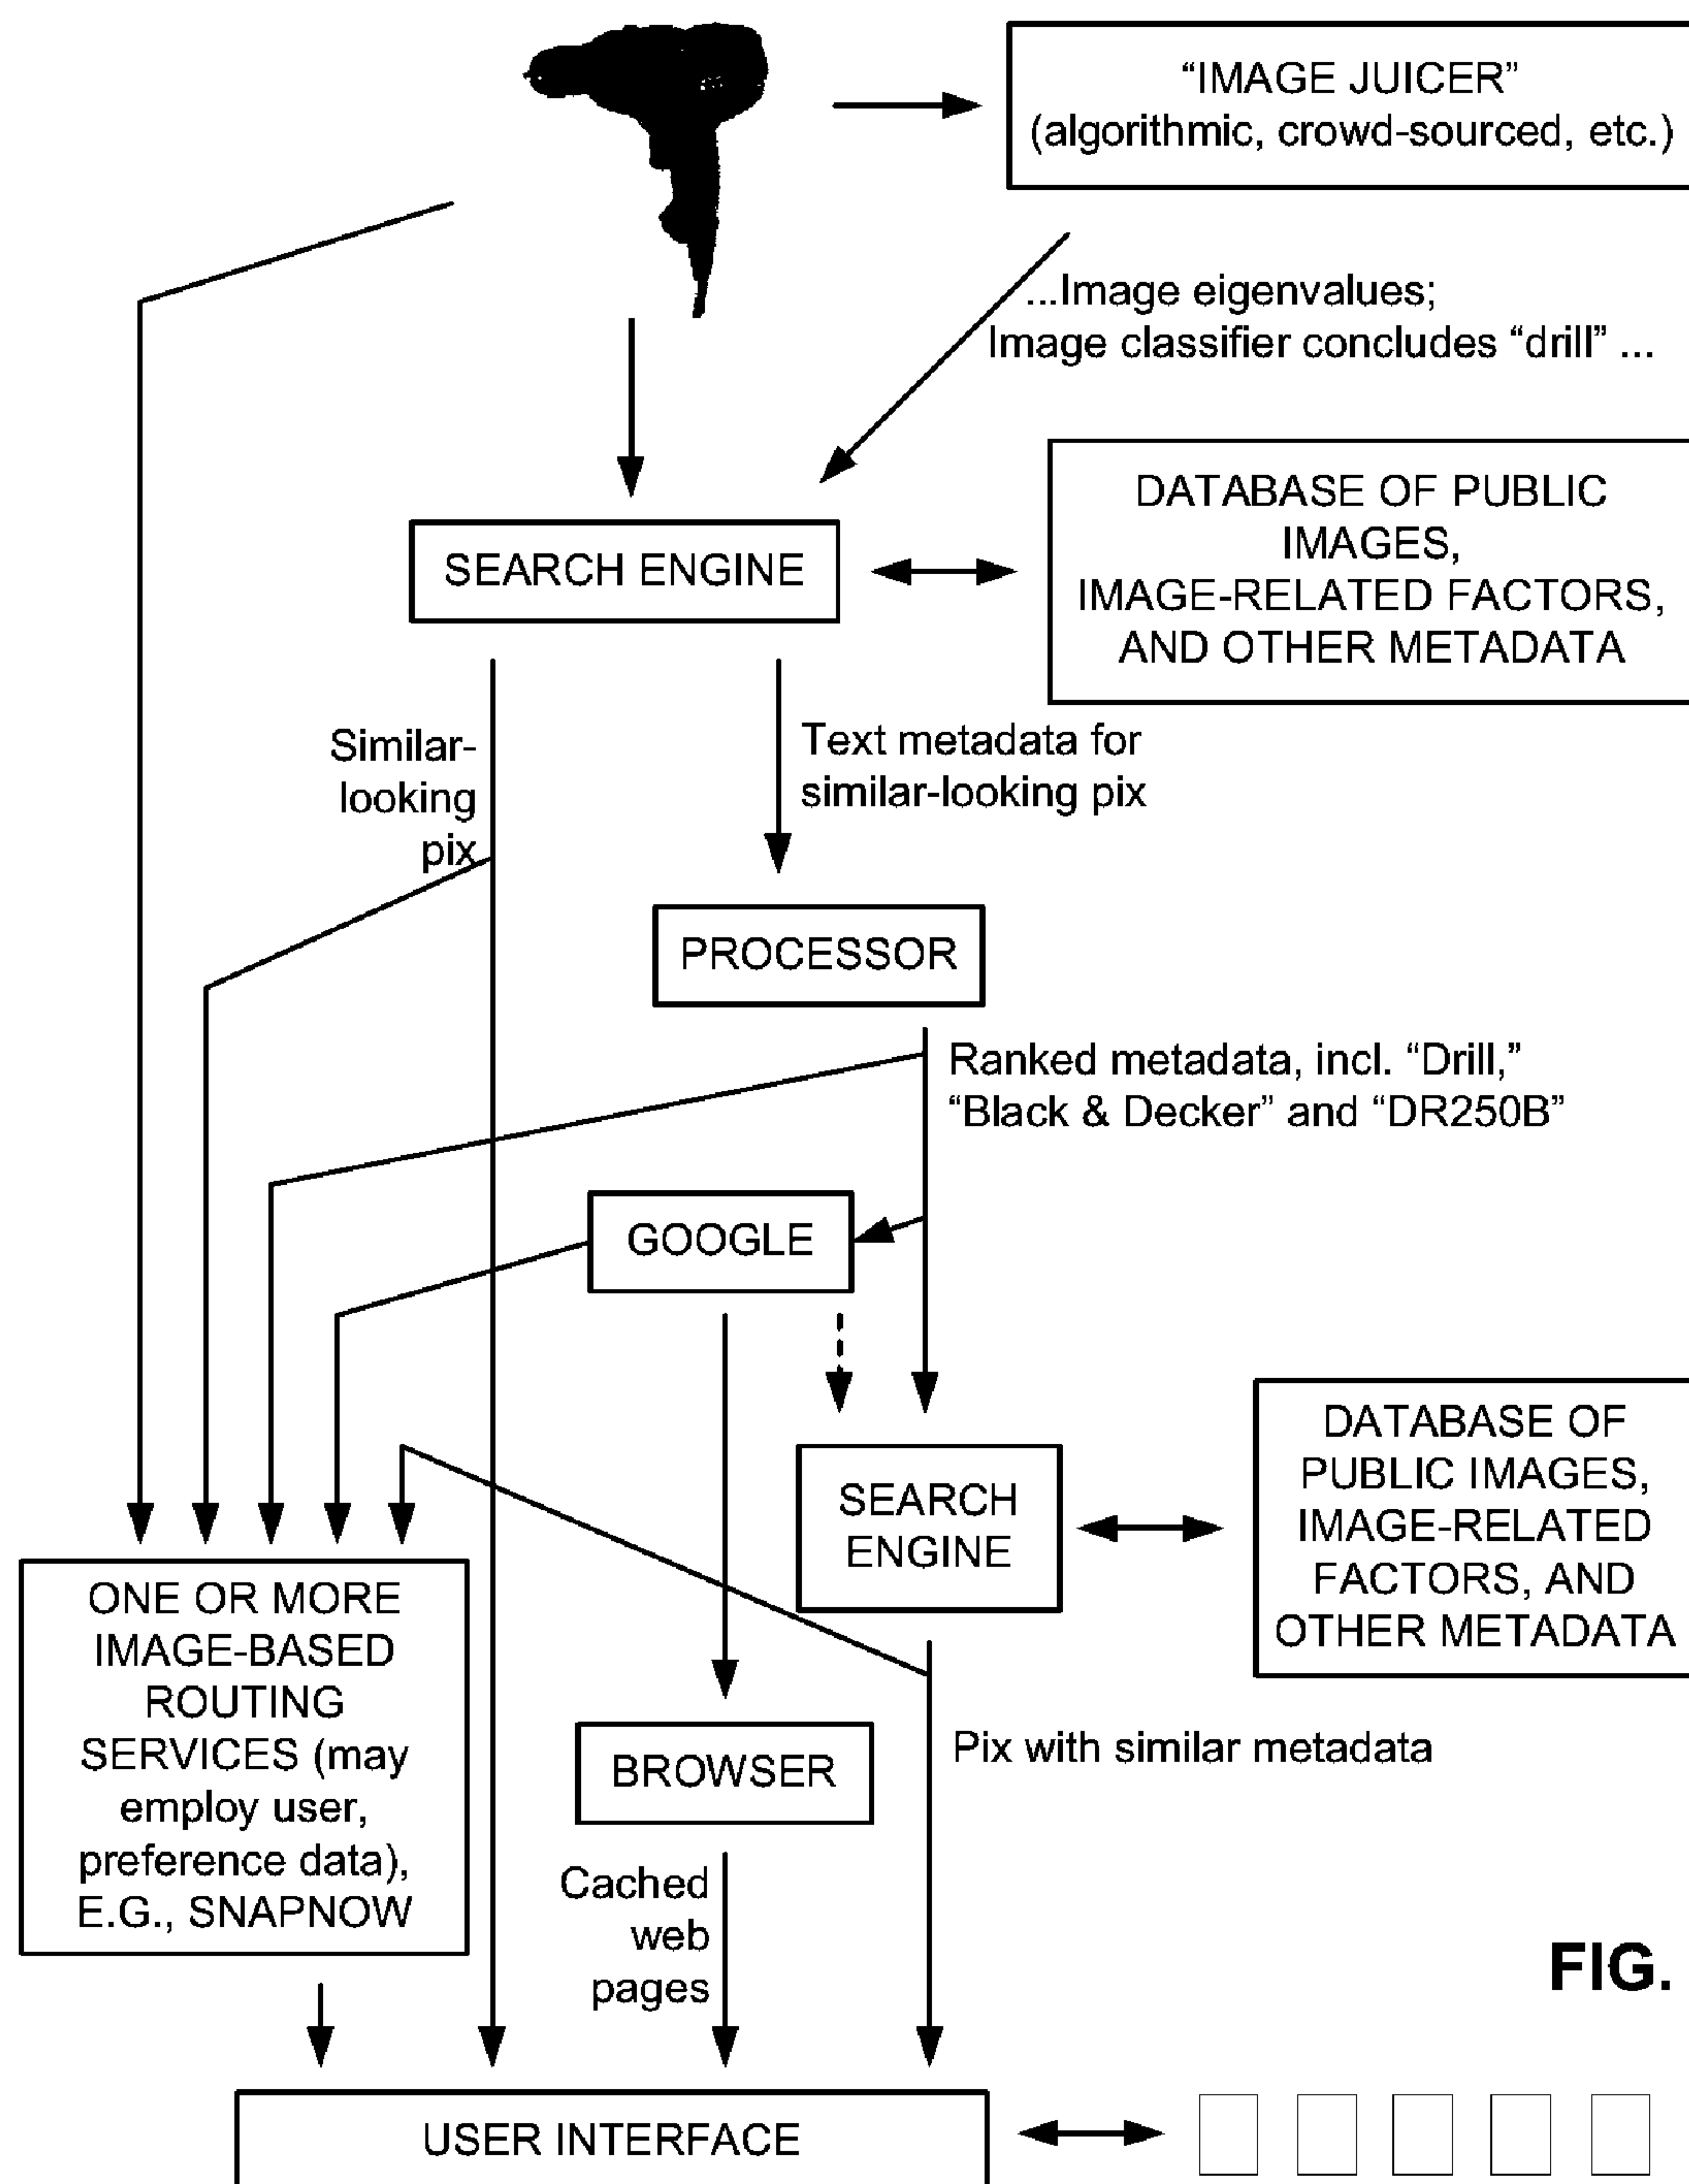 “IMAGE JUICER”
(algorithmic, crowd-sourced, etc.)
...Image eigenvalues;
Image classifier concludes “drill” ...
DATABASE OF PUBLIC
IMAGES,
IMAGE-RELATED FACTORS,
AND OTHER METADATA
SEARCH ENGINE
Similar-
looking
pix
Text metadata for
similar-looking pix
PROCESSOR
Ranked metadata, incl. “Drill,”
“Black & Decker” and “DR250B”
GOOGLE
SEARCH
ENGINE
DATABASE OF
PUBLIC IMAGES,
IMAGE-RELATED
FACTORS, AND
OTHER METADATA
ONE OR MORE
IMAGE-BASED
ROUTING
SERVICES (may
employ user,
preference data),
E.G., SNAPNOW
BROWSER
Pix with similar metadata
Cached
web
pages
FIG.
USER INTERFACE